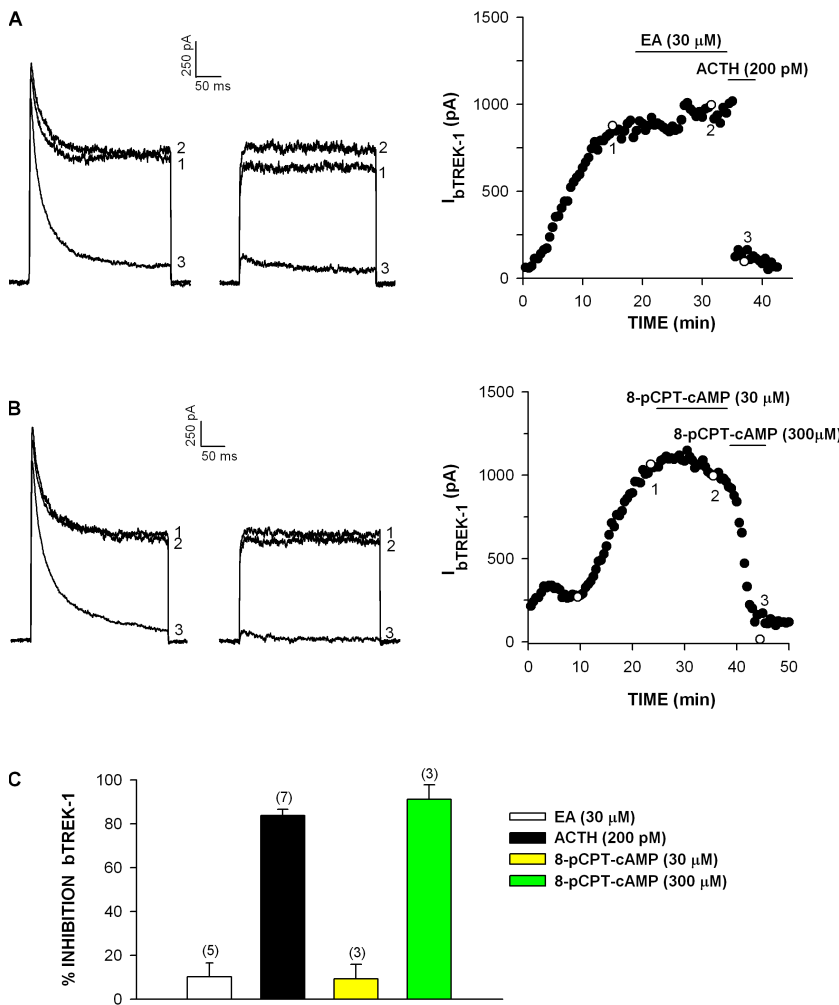 A
250 pA
50 ms
2
1
3
2
1
3
I bTREK-1 (pA)
1500
1000
500
0
EA (30 µM)
ACTH (200 pM)
1
2
3
0 10 20 30 40
TIME (min)
B
250 pA
50 ms
1
2
3
1
2
3
I bTREK-1 (pA)
1500
1000
500
0
8-pCPT-cAMP (30 µM)
8-pCPT-cAMP (300µM)
1
2
3
0 10 20 30 40 50
TIME (min)
C
% INHIBITION bTREK-1
100
80
60
40
20
0
(5)
(7)
(3)
(3)
EA (30 µM)
ACTH (200 pM)
8-pCPT-cAMP (30 µM)
8-pCPT-cAMP (300 µM)